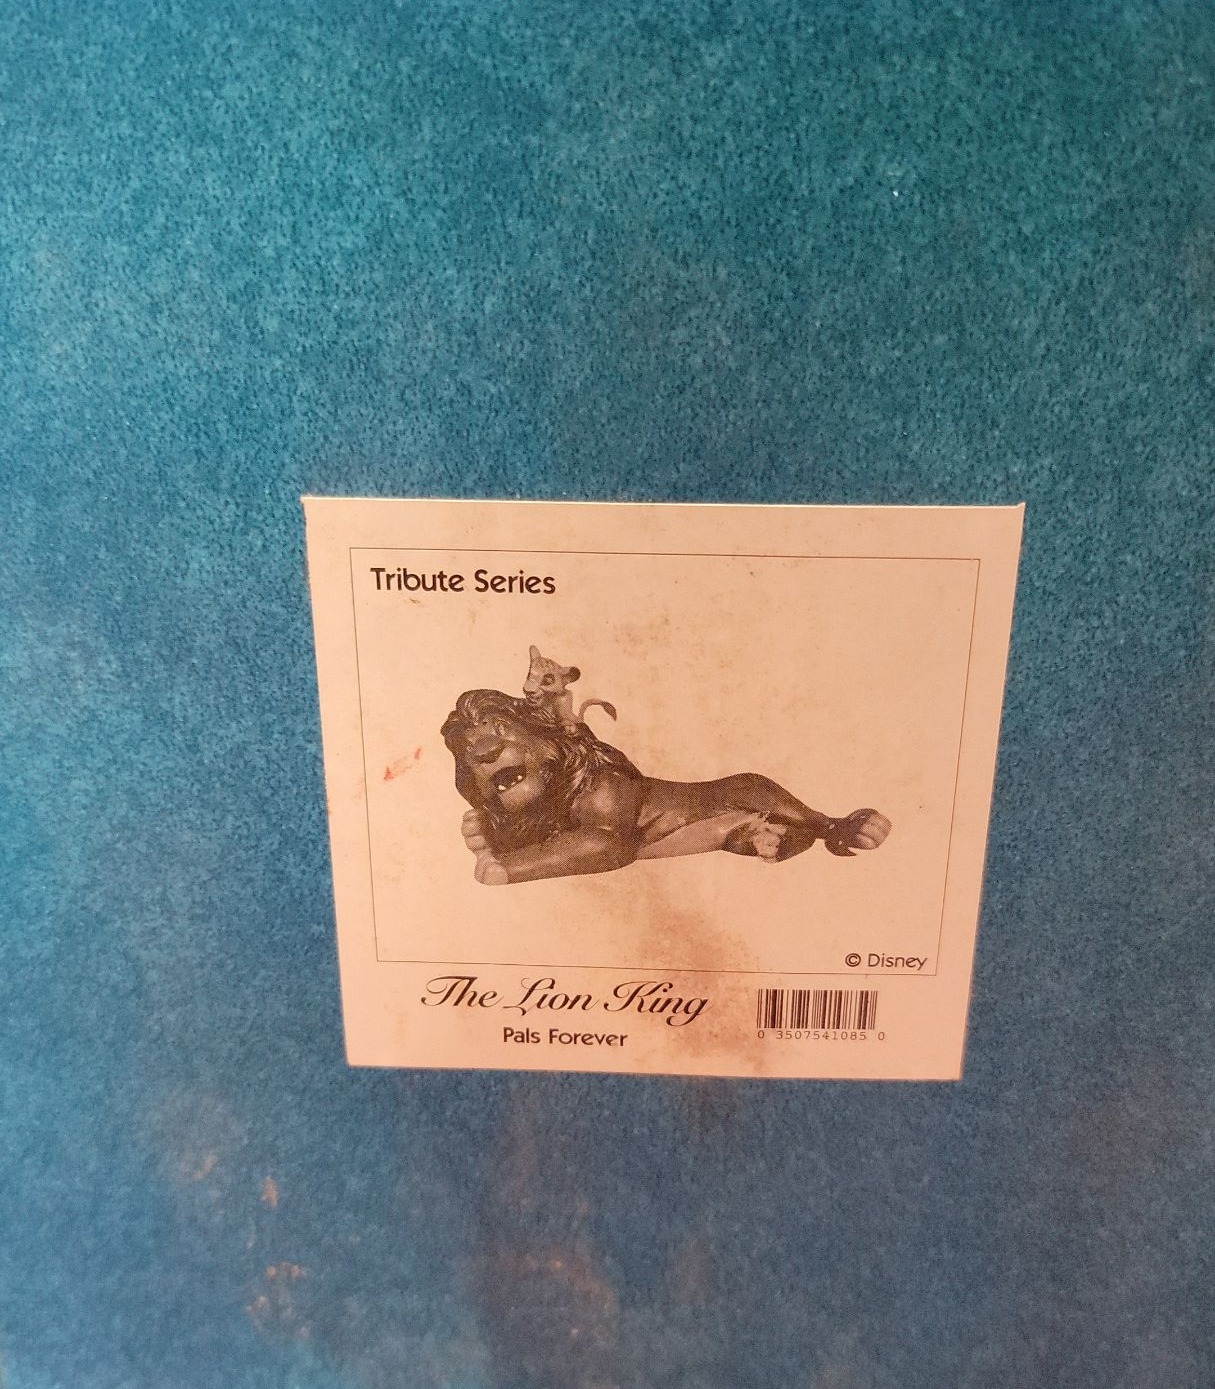 Tribute Series
© Disney
The Lion King
Pals Forever
0 3507541085 0